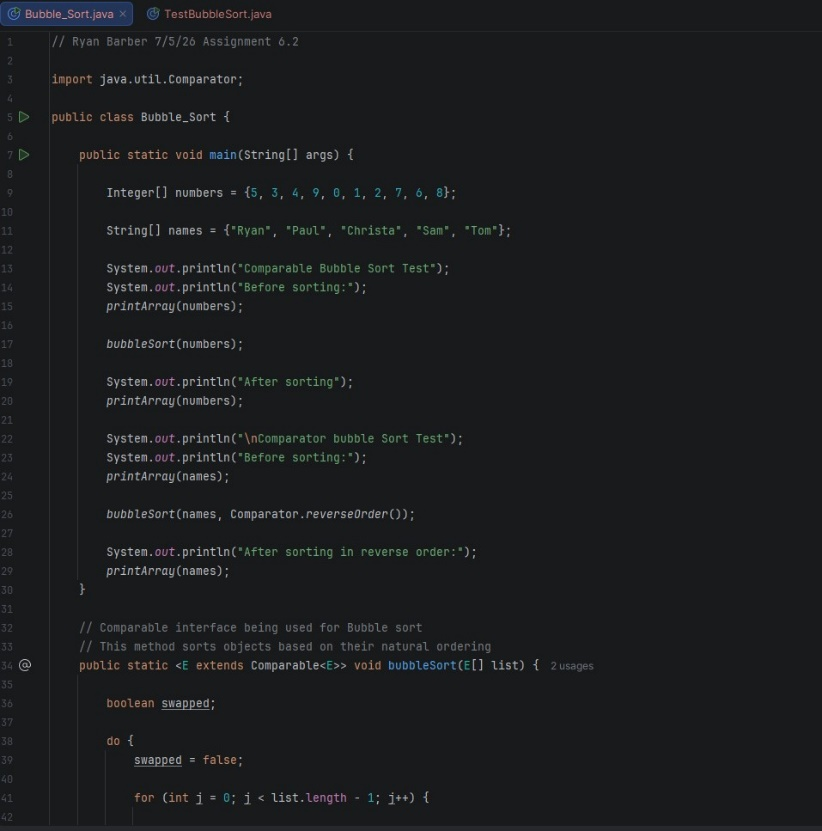 Bubble_Sort.java × TestBubbleSort.java
1 // Ryan Barber 7/5/26 Assignment 6.2
2
3 import java.util.Comparator;
4
5 public class Bubble_Sort {
6
7 public static void main(String[] args) {
8
9 Integer[] numbers = {5, 3, 4, 9, 0, 1, 2, 7, 6, 8};
10
11 String[] names = {"Ryan", "Paul", "Christa", "Sam", "Tom"};
12
13 System.out.println("Comparable Bubble Sort Test");
14 System.out.println("Before sorting:");
15 printArray(numbers);
16
17 bubbleSort(numbers);
18
19 System.out.println("After sorting");
20 printArray(numbers);
21
22 System.out.println("\nComparator bubble Sort Test");
23 System.out.println("Before sorting:");
24 printArray(names);
25
26 bubbleSort(names, Comparator.reverseOrder());
27
28 System.out.println("After sorting in reverse order:");
29 printArray(names);
30 }
31
32 // Comparable interface being used for Bubble sort
33 // This method sorts objects based on their natural ordering
34 @ public static <E extends Comparable<E>> void bubbleSort(E[] list) { 2 usages
35
36 boolean swapped;
37
38 do {
39 swapped = false;
40
41 for (int j = 0; j < list.length - 1; j++) {
42